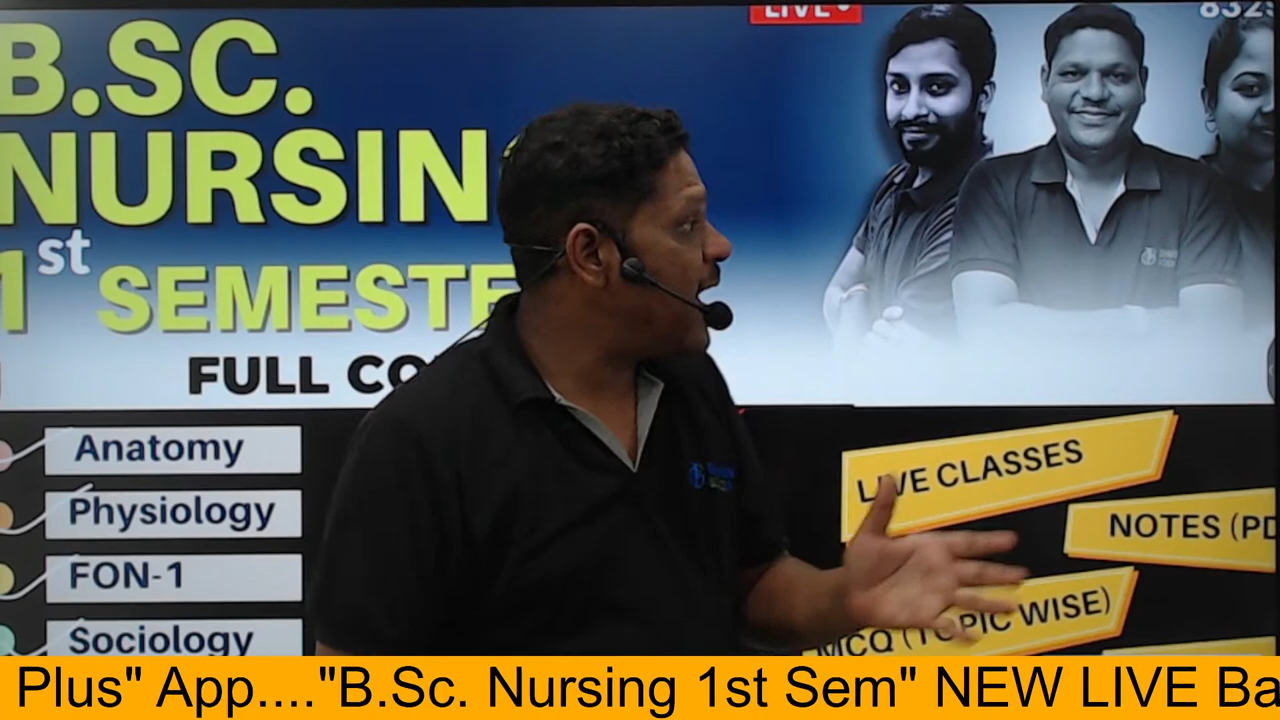 B.SC.
LIVE
NURSIN
1st SEMESTE
FULL CO
Anatomy
Physiology
FON-1
Sociology
LIVE CLASSES
NOTES (PD
MCQ (TOPIC WISE)
Plus" App...."B.Sc. Nursing 1st Sem" NEW LIVE Ba